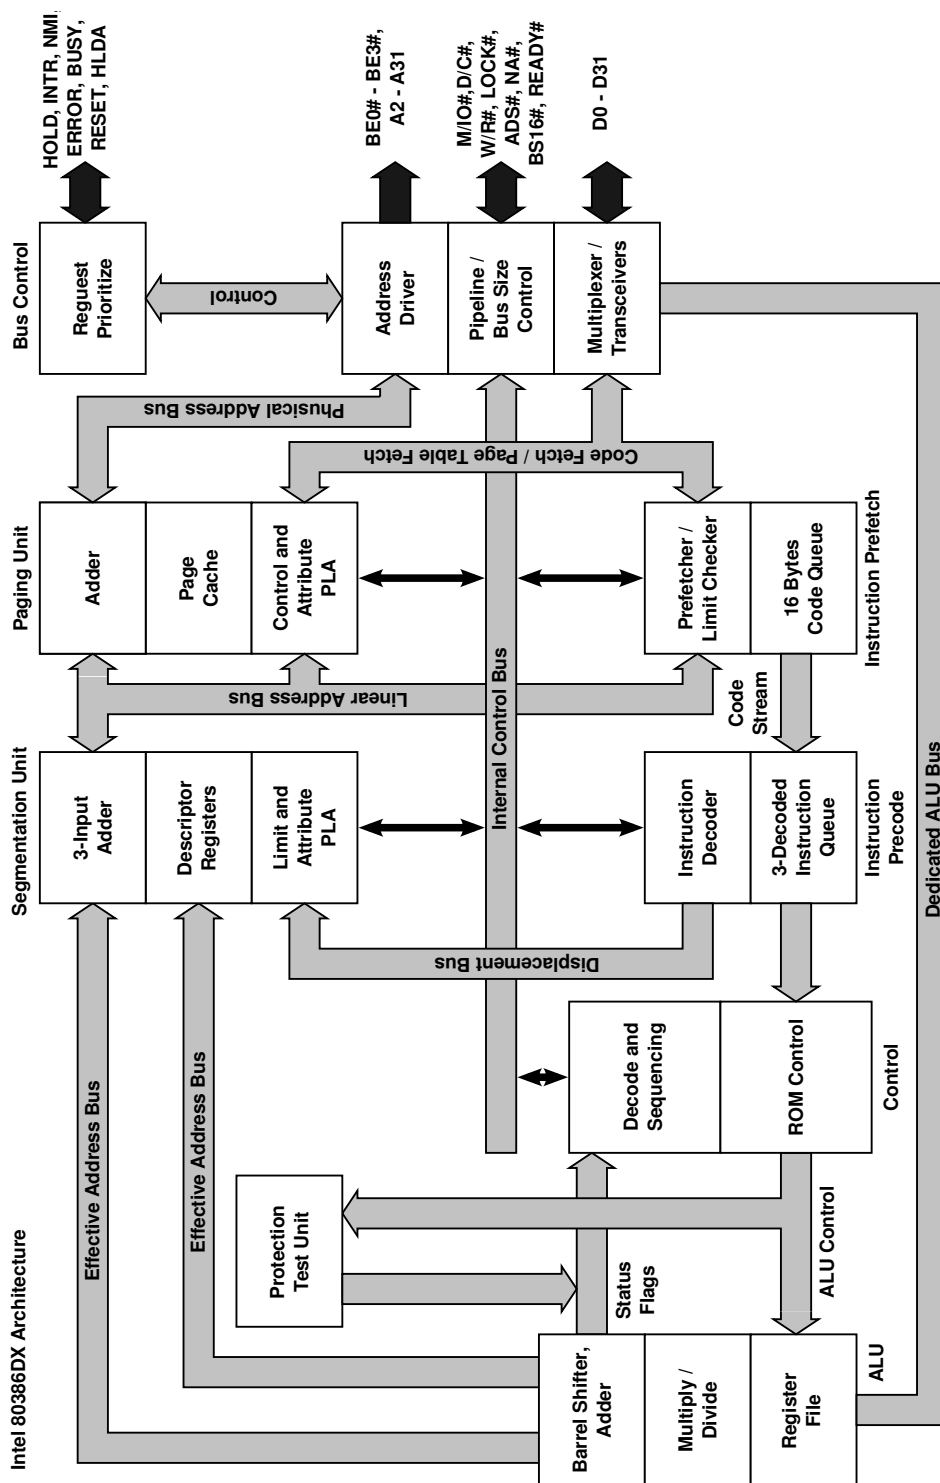 Intel 80386DX Architecture
Segmentation Unit
Paging Unit
Bus Control
Effective Address Bus
3-Input
Adder
Adder
Reguest
Prioritize
HOLD, INTR, NMI,
ERROR, BUSY,
RESET, HLDA
Phusical Address Bus
Control
Effective Address Bus
Descriptor
Registers
Page
Cache
Linear Address Bus
Protection
Test Unit
Limit and
Attribute
PLA
Control and
Attribute
PLA
Address
Driver
BE0# - BE3#,
A2 - A31
Displacement Bus
Internal Control Bus
Code Fetch / Page Table Fetch
Pipeline /
Bus Size
Control
M/IO#,D/C#,
W/R#, LOCK#,
ADS#, NA#,
BS16#, READY#
Barrel Shifter,
Adder
Status
Flags
Decode and
Sequencing
Multiplexer /
Transceivers
D0 - D31
Multiply /
Divide
Instruction
Decoder
Prefetcher /
Limit Checker
Code
Stream
Register
File
ALU Control
ROM Control
3-Decoded
Instruction
Queue
16 Bytes
Code Queue
ALU
Control
Instruction
Precode
Instruction Prefetch
Dedicated ALU Bus